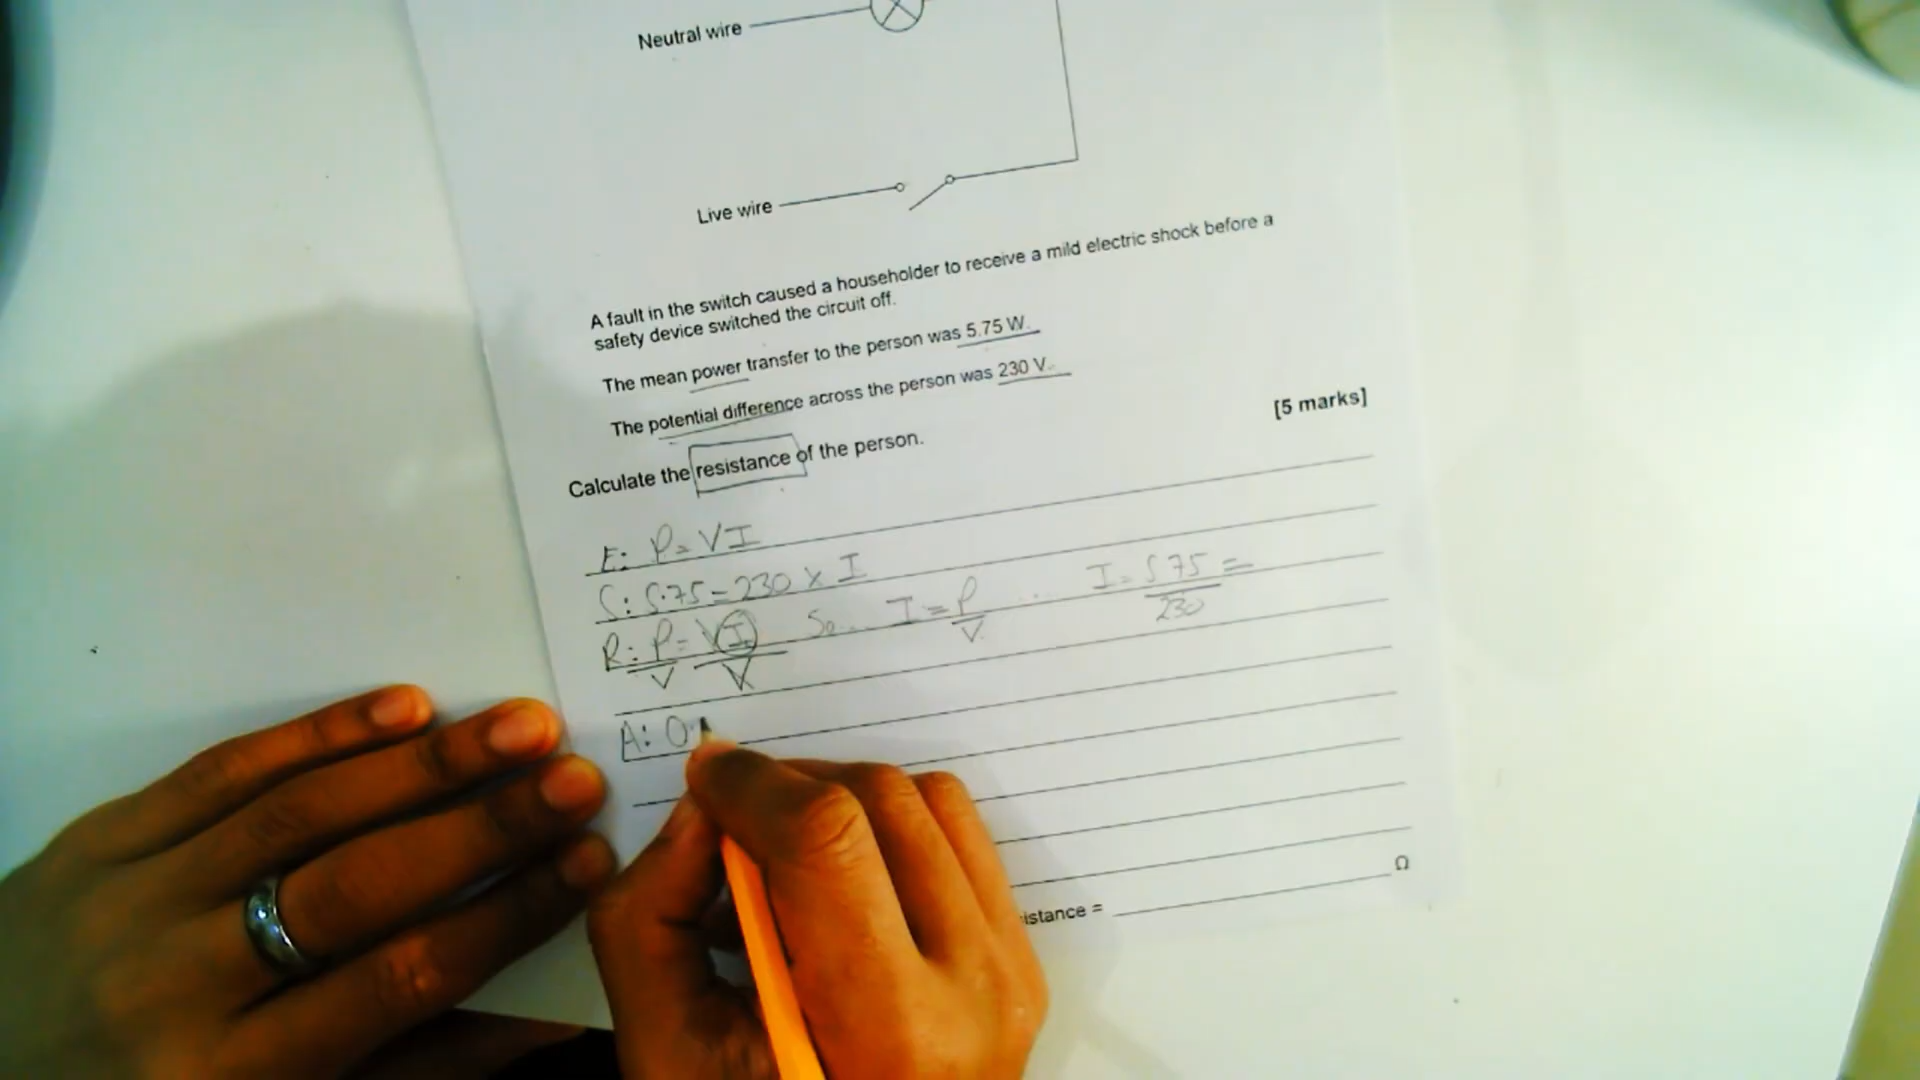 Neutral wire
Live wire
A fault in the switch caused a householder to receive a mild electric shock before a
safety device switched the circuit off.
The mean power transfer to the person was 5.75 W.
The potential difference across the person was 230 V.
[5 marks]
Calculate the resistance of the person.
E: P = VI
S: 5.75 = 230 x I
R: P/V = VI/V So... I = P/V ... I = 5.75/230 =
A: 0.
istance = Ω